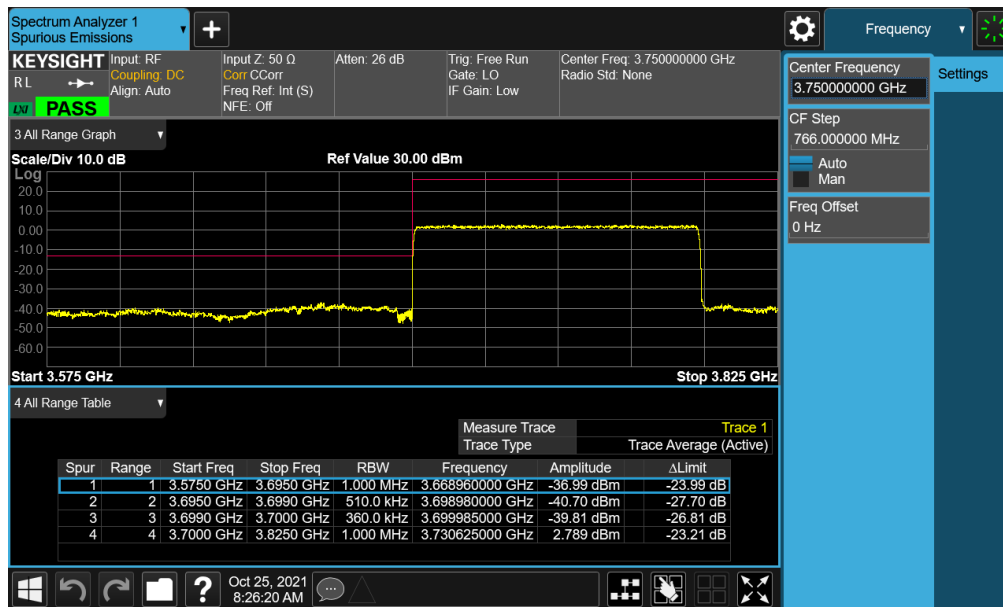 Spectrum Analyzer 1
Spurious Emissions
+
Frequency
KEYSIGHT
R L
LXI PASS
Input: RF
Coupling: DC
Align: Auto
Input Z: 50 Ω
Corr CCorr
Freq Ref: Int (S)
NFE: Off
Atten: 26 dB
Trig: Free Run
Gate: LO
IF Gain: Low
Center Freq: 3.750000000 GHz
Radio Std: None
Center Frequency
3.750000000 GHz
Settings
CF Step
766.000000 MHz
Auto
Man
Freq Offset
0 Hz
3 All Range Graph
Scale/Div 10.0 dB Ref Value 30.00 dBm
Log
20.0
10.0
0.00
-10.0
-20.0
-30.0
-40.0
-50.0
-60.0
Start 3.575 GHz Stop 3.825 GHz
4 All Range Table
Measure Trace Trace 1
Trace Type Trace Average (Active)
Spur Range Start Freq Stop Freq RBW Frequency Amplitude ΔLimit
1 1 3.5750 GHz 3.6950 GHz 1.000 MHz 3.668960000 GHz -36.99 dBm -23.99 dB
2 2 3.6950 GHz 3.6990 GHz 510.0 kHz 3.698980000 GHz -40.70 dBm -27.70 dB
3 3 3.6990 GHz 3.7000 GHz 360.0 kHz 3.699985000 GHz -39.81 dBm -26.81 dB
4 4 3.7000 GHz 3.8250 GHz 1.000 MHz 3.730625000 GHz 2.789 dBm -23.21 dB
?
Oct 25, 2021
8:26:20 AM